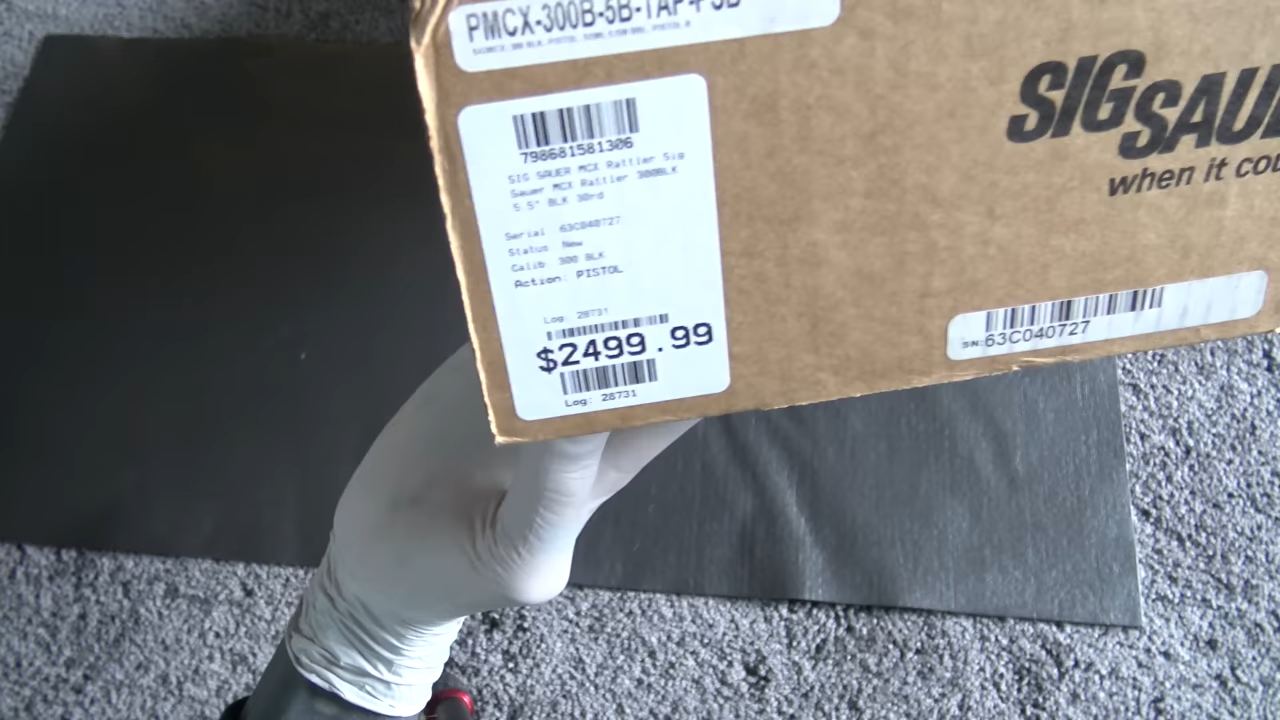 PMCX-300B-5B-TAP-PSB
798681581306
SIG SAUER MCX Rattler Sig
Sauer MCX Rattler 300BLK
5.5" BLK 30rd
Serial 63C040727
Status New
Calib 300 BLK
Action: PISTOL
Log: 28731
$2499.99
Log: 28731
SIG SAUE
when it cou
SN:63C040727